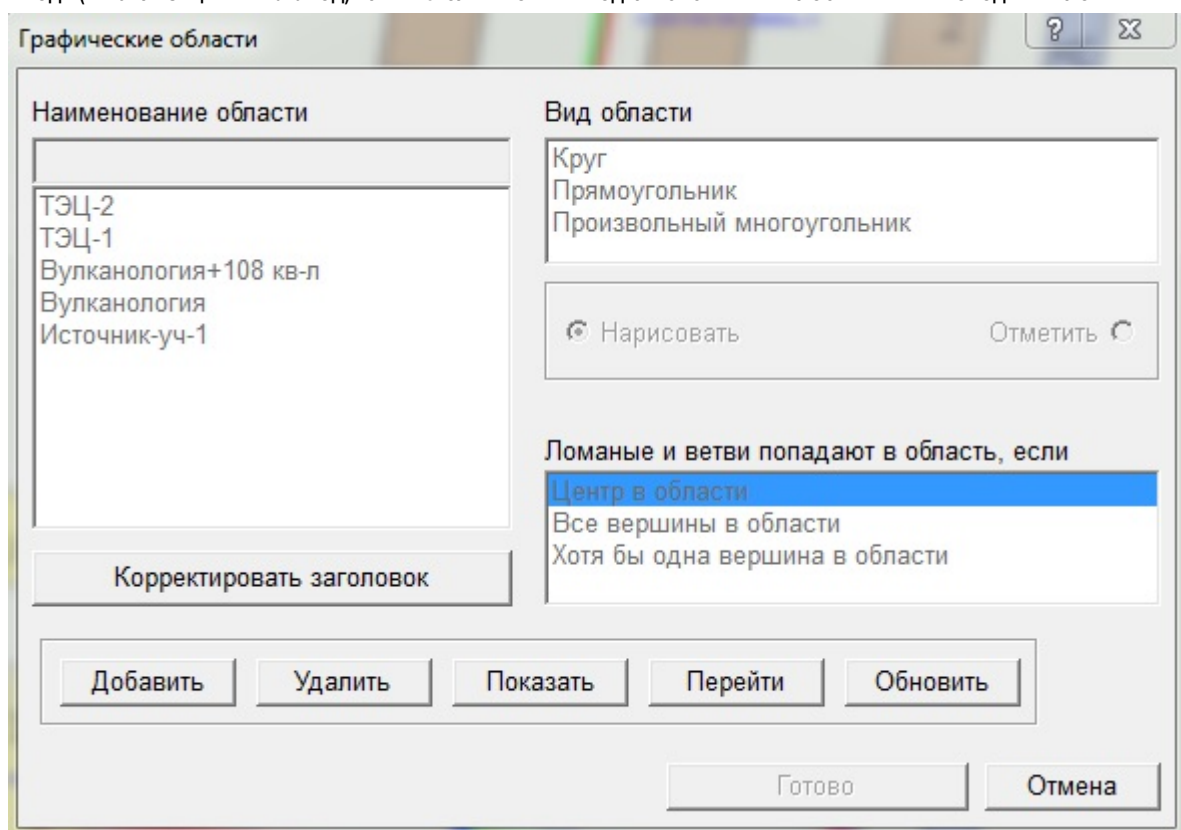 Графические области
Наименование области
ТЭЦ-2
ТЭЦ-1
Вулканология+108 кв-л
Вулканология
Источник-уч-1
Корректировать заголовок
Вид области
Круг
Прямоугольник
Произвольный многоугольник
Нарисовать Отметить
Ломаные и ветви попадают в область, если
Центр в области
Все вершины в области
Хотя бы одна вершина в области
Добавить Удалить Показать Перейти Обновить
Готово Отмена